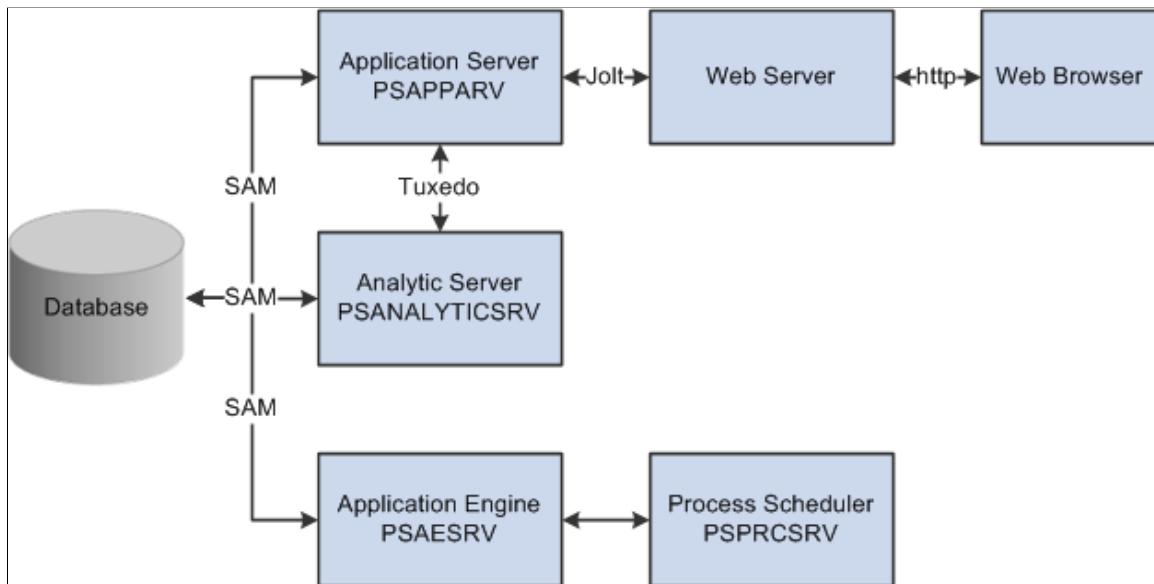 Application Server
PSAPPARV
Jolt
Web Server
http
Web Browser
SAM
Tuxedo
Database
SAM
Analytic Server
PSANALYTICSRV
SAM
Application Engine
PSAESRV
Process Scheduler
PSPRCSRV